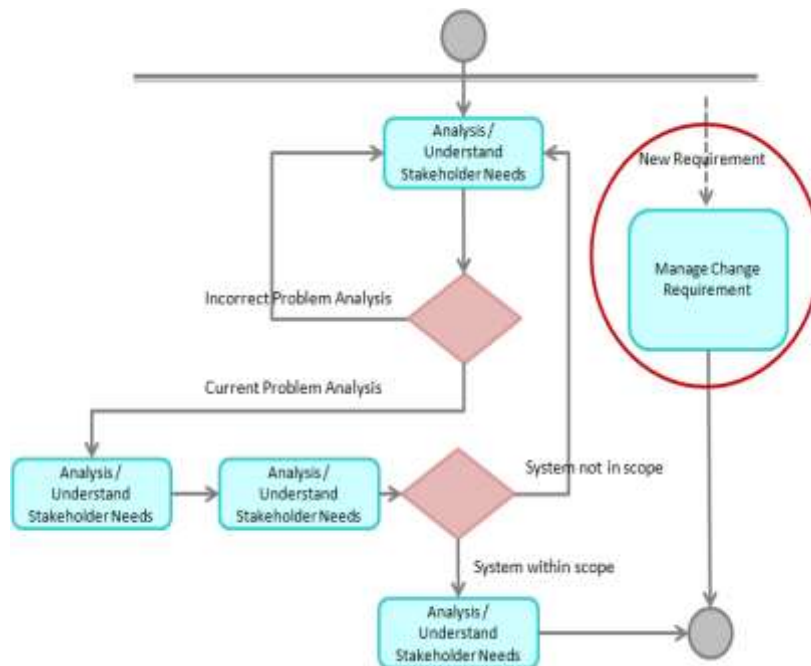 Analysis /
Understand
Stakeholder Needs
New Requirement
Manage Change
Requirement
Incorrect Problem Analysis
Current Problem Analysis
Analysis /
Understand
Stakeholder Needs
Analysis /
Understand
Stakeholder Needs
System not in scope
System within scope
Analysis /
Understand
Stakeholder Needs